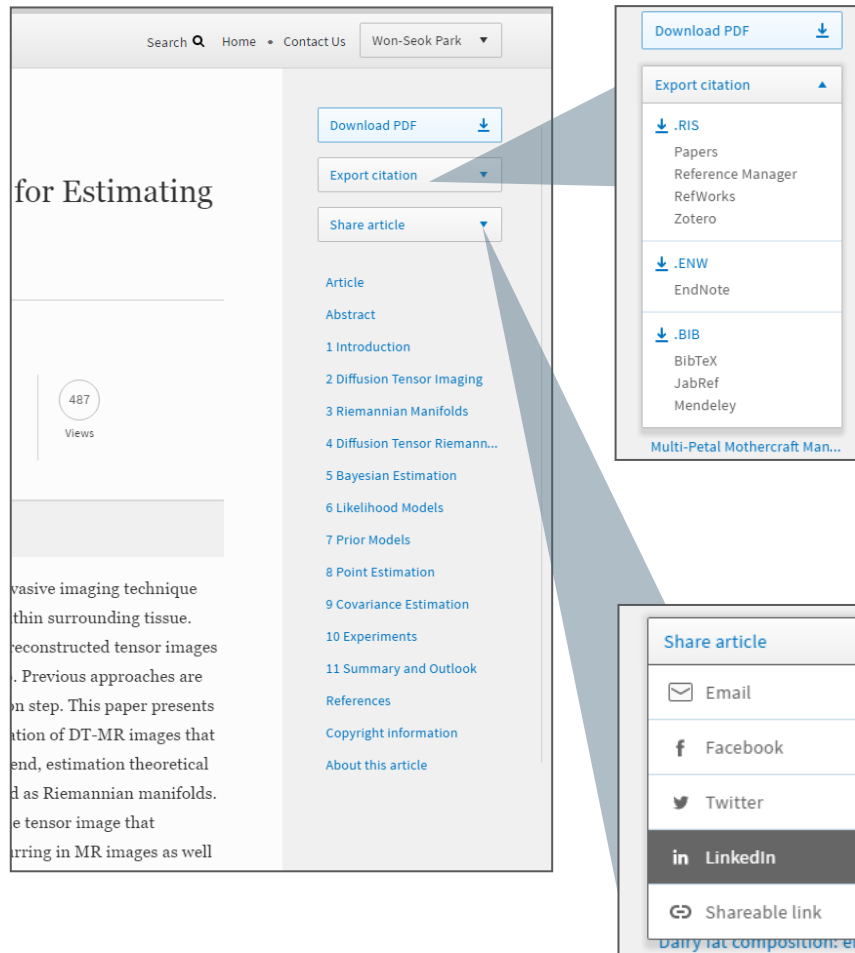 Search Home • Contact Us Won-Seok Park
Download PDF
Export citation
Share article
for Estimating
487
Views
Article
Abstract
1 Introduction
2 Diffusion Tensor Imaging
3 Riemannian Manifolds
4 Diffusion Tensor Riemann...
5 Bayesian Estimation
6 Likelihood Models
7 Prior Models
8 Point Estimation
9 Covariance Estimation
10 Experiments
11 Summary and Outlook
References
Copyright information
About this article
vasive imaging technique
thin surrounding tissue.
reconstructed tensor images
. Previous approaches are
on step. This paper presents
ation of DT-MR images that
end, estimation theoretical
d as Riemannian manifolds.
e tensor image that
urring in MR images as well
Download PDF
Export citation
.RIS
Papers
Reference Manager
RefWorks
Zotero
.ENW
EndNote
.BIB
BibTeX
JabRef
Mendeley
Multi-Petal Mothercraft Man...
Share article
Email
Facebook
Twitter
in LinkedIn
Shareable link
Dairy fat composition: